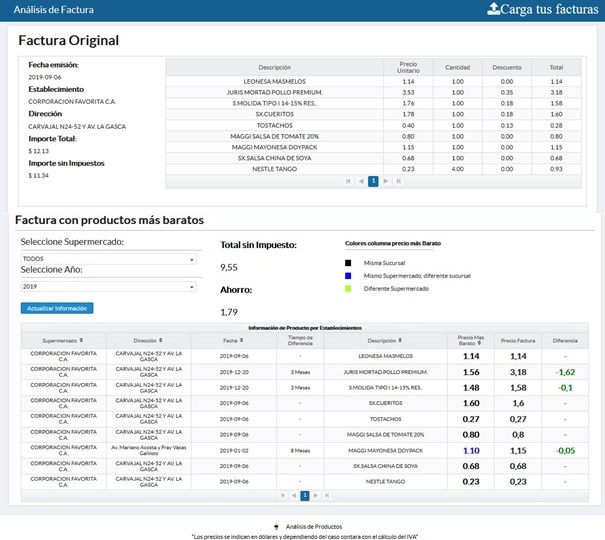 Análisis de Factura
Carga tus facturas
Factura Original
Fecha emisión:
2019-09-06
Establecimiento
CORPORACION FAVORITA C.A.
Dirección
CARVAJAL N24-52 Y AV. LA GASCA
Importe Total:
$ 12.13
Importe sin Impuestos
$ 11.34
Descripción Precio Unitario Cantidad Descuento Total
LEONESA MASMELOS 1.14 1.00 0.00 1.14
JURIS MORTAD.POLLO PREMIUM. 3.53 1.00 0.35 3.18
S.MOLIDA TIPO I 14-15% RES.. 1.76 1.00 0.18 1.58
SX.CUERITOS 1.78 1.00 0.18 1.60
TOSTACHOS 0.40 1.00 0.13 0.28
MAGGI SALSA DE TOMATE 20% 0.80 1.00 0.00 0.80
MAGGI MAYONESA DOYPACK 1.15 1.00 0.00 1.15
SX.SALSA CHINA DE SOYA 0.68 1.00 0.00 0.68
NESTLE TANGO 0.23 4.00 0.00 0.93
1
Factura con productos más baratos
Seleccione Supermercado:
TODOS
Seleccione Año:
2019
Actualizar Información
Total sin Impuesto:
9,55
Ahorro:
1,79
Colores columna precio más Barato
Misma Sucursal
Mismo Supermercado, diferente sucursal
Diferente Supermercado
Información de Producto por Establecimientos
Supermercado Dirección Fecha Tiempo de Diferencia Descripción Precio Mas Barato Precio Factura Diferencia
CORPORACION FAVORITA C.A. CARVAJAL N24-52 Y AV. LA GASCA 2019-09-06 - LEONESA MASMELOS 1.14 1,14 -
CORPORACION FAVORITA C.A. CARVAJAL N24-52 Y AV. LA GASCA 2019-12-20 3 Meses JURIS MORTAD.POLLO PREMIUM. 1.56 3,18 -1,62
CORPORACION FAVORITA C.A. CARVAJAL N24-52 Y AV. LA GASCA 2019-12-20 3 Meses S.MOLIDA TIPO I 14-15% RES.. 1.48 1,58 -0,1
CORPORACION FAVORITA C.A. CARVAJAL N24-52 Y AV. LA GASCA 2019-09-06 - SX.CUERITOS 1.60 1,6 -
CORPORACION FAVORITA C.A. CARVAJAL N24-52 Y AV. LA GASCA 2019-09-06 - TOSTACHOS 0.27 0,27 -
CORPORACION FAVORITA C.A. CARVAJAL N24-52 Y AV. LA GASCA 2019-09-06 - MAGGI SALSA DE TOMATE 20% 0.80 0,8 -
CORPORACION FAVORITA C.A. Av. Mariano Acosta y Fray Vacas Galindo 2019-01-02 8 Meses MAGGI MAYONESA DOYPACK 1.10 1,15 -0,05
CORPORACION FAVORITA C.A. CARVAJAL N24-52 Y AV. LA GASCA 2019-09-06 - SX.SALSA CHINA DE SOYA 0.68 0,68 -
CORPORACION FAVORITA C.A. CARVAJAL N24-52 Y AV. LA GASCA 2019-09-06 - NESTLE TANGO 0.23 0,23 -
1
Análisis de Productos
"Los precios se indican en dólares y dependiendo del caso contara con el cálculo del IVA"